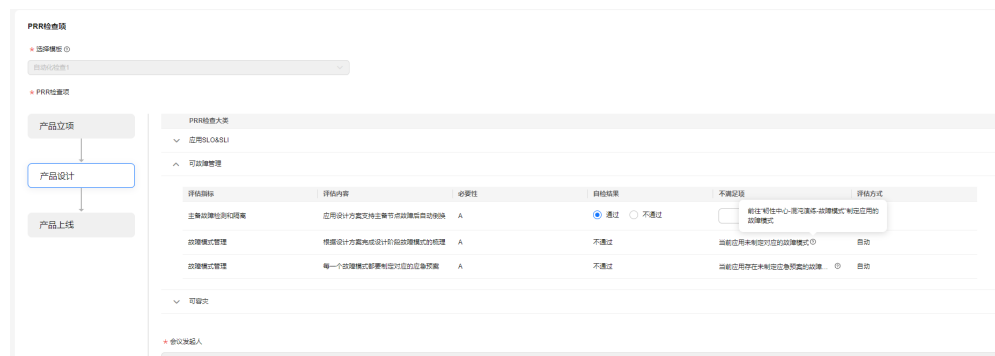 PRR检查项
* 选择模板
自动化检查1
* PRR检查项
产品立项
产品设计
产品上线
PRR检查大类
应用SLO&SLI
可故障管理
评估指标 评估内容 必要性 自检结果 不满足项 评估方式
主备故障检测和隔离 应用设计方案支持主备节点故障后自动倒换 A 通过 不通过
前往"韧性中心-混沌演练-故障模式"制定应用的
故障模式
故障模式管理 根据设计方案完成设计阶段故障模式的梳理 A 不通过 当前应用未制定对应的故障模式 自动
故障模式管理 每一个故障模式都要制定对应的应急预案 A 不通过 当前应用存在未制定应急预案的故障... 自动
可容灾
* 会议发起人